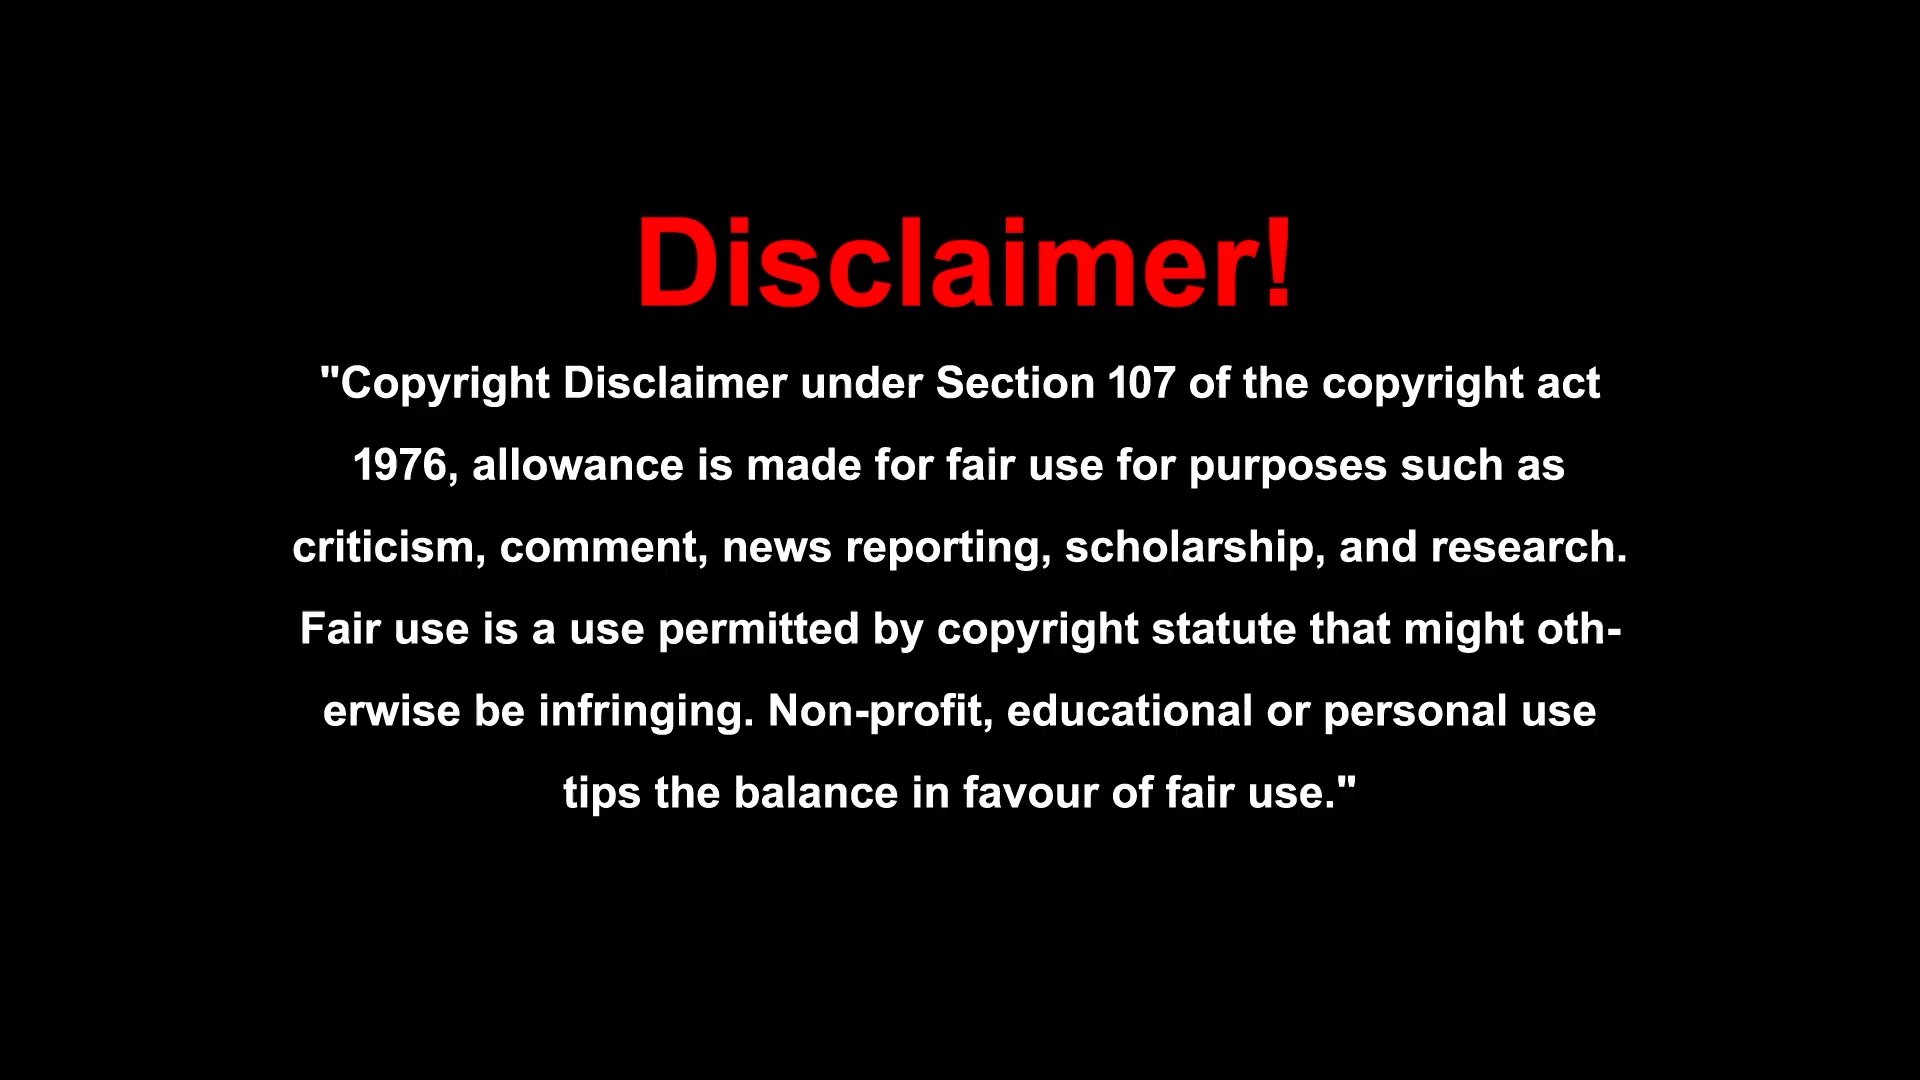 Disclaimer!
"Copyright Disclaimer under Section 107 of the copyright act
1976, allowance is made for fair use for purposes such as
criticism, comment, news reporting, scholarship, and research.
Fair use is a use permitted by copyright statute that might oth-
erwise be infringing. Non-profit, educational or personal use
tips the balance in favour of fair use."